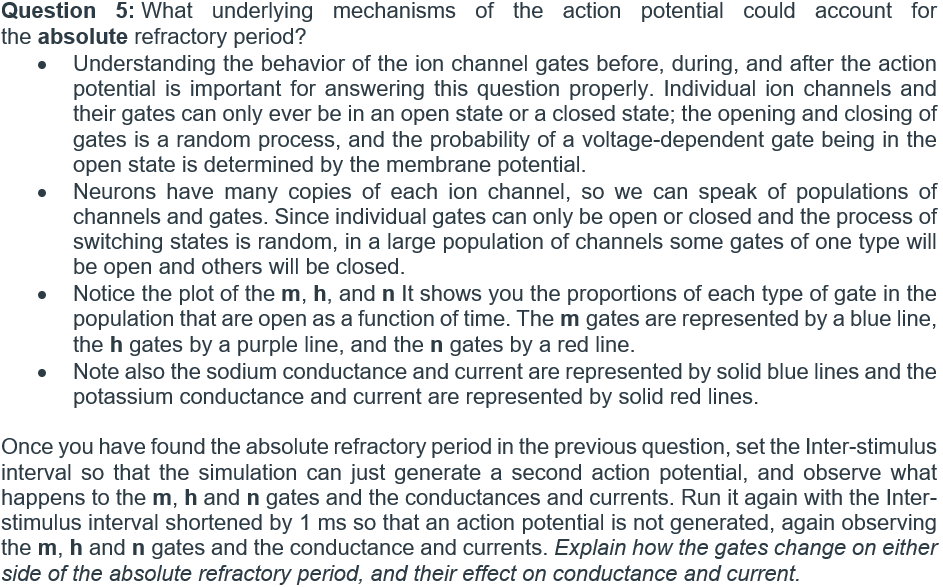 Question 5: What underlying mechanisms of the action potential could account for
the absolute refractory period?
• Understanding the behavior of the ion channel gates before, during, and after the action
potential is important for answering this question properly. Individual ion channels and
their gates can only ever be in an open state or a closed state; the opening and closing of
gates is a random process, and the probability of a voltage-dependent gate being in the
open state is determined by the membrane potential.
• Neurons have many copies of each ion channel, so we can speak of populations of
channels and gates. Since individual gates can only be open or closed and the process of
switching states is random, in a large population of channels some gates of one type will
be open and others will be closed.
• Notice the plot of the m, h, and n It shows you the proportions of each type of gate in the
population that are open as a function of time. The m gates are represented by a blue line,
the h gates by a purple line, and the n gates by a red line.
• Note also the sodium conductance and current are represented by solid blue lines and the
potassium conductance and current are represented by solid red lines.
Once you have found the absolute refractory period in the previous question, set the Inter-stimulus
interval so that the simulation can just generate a second action potential, and observe what
happens to the m, h and n gates and the conductances and currents. Run it again with the Inter-
stimulus interval shortened by 1 ms so that an action potential is not generated, again observing
the m, h and n gates and the conductance and currents. Explain how the gates change on either
side of the absolute refractory period, and their effect on conductance and current.